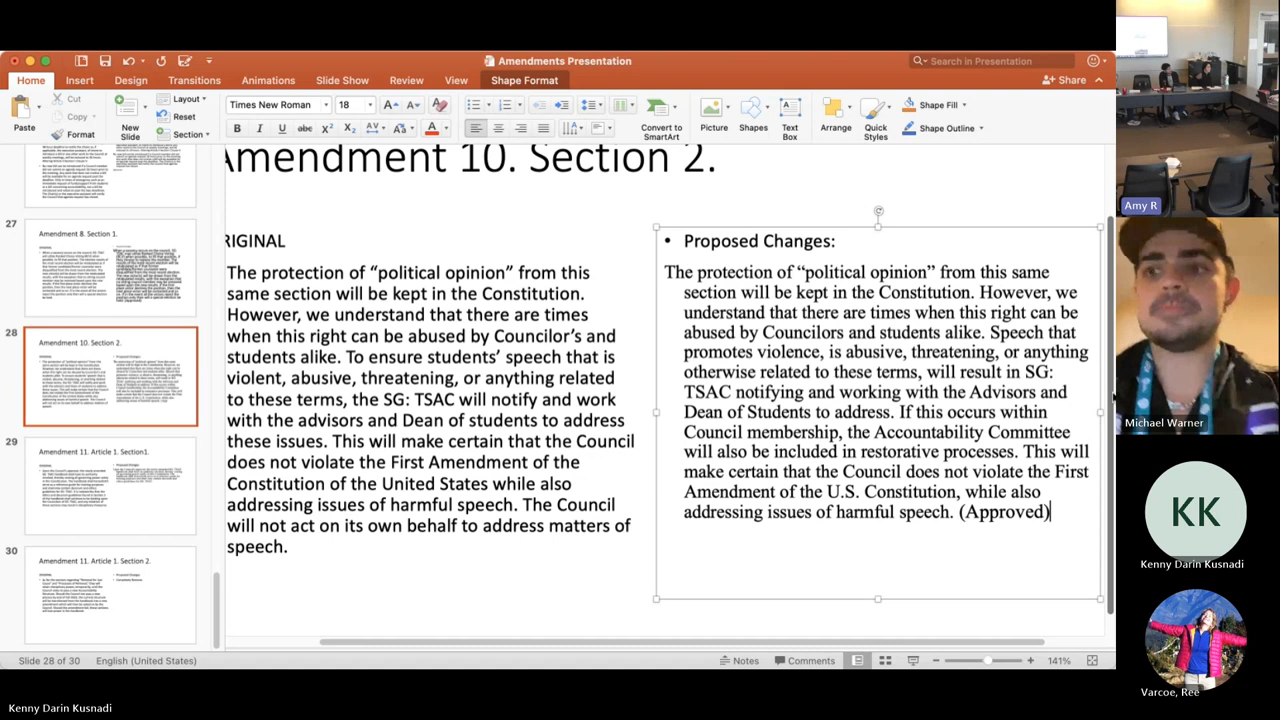 Amendments Presentation
Search in Presentation
Home Insert Design Transitions Animations Slide Show Review View Shape Format
Share
Paste
Cut
Copy
Format
New Slide
Layout
Reset
Section
Times New Roman 18
Convert to SmartArt
Picture
Shapes
Text Box
Arrange
Quick Styles
Shape Fill
Shape Outline
27
Amendment 8. Section 1.
28
Amendment 10. Section 2.
29
Amendment 11. Article 1. Section1.
30
Amendment 11. Article 1. Section 2.
Amendment 10. Section 2.
RIGINAL
The protection of “political opinion” from this
same section will be kept in the Constitution.
However, we understand that there are times
when this right can be abused by Councilor’s and
students alike. To ensure students’ speech that is
violent, abusive, threatening, or anything related
to these terms, the SG: TSAC will notify and work
with the advisors and Dean of students to address
these issues. This will make certain that the Council
does not violate the First Amendment of the
Constitution of the United States while also
addressing issues of harmful speech. The Council
will not act on its own behalf to address matters of
speech.
• Proposed Changes:
The protection of “political opinion” from this same
section will be kept in the Constitution. However, we
understand that there are times when this right can be
abused by Councilors and students alike. Speech that
promotes violence, is abusive, threatening, or anything
otherwise related to these terms, will result in SG:
TSAC notifying and working with the Advisors and
Dean of Students to address. If this occurs within
Council membership, the Accountability Committee
will also be included in restorative processes. This will
make certain that the Council does not violate the First
Amendment of the U.S. Constitution, while also
addressing issues of harmful speech. (Approved)
Slide 28 of 30 English (United States)
Notes Comments 141%
Amy R
Michael Warner
KK
Kenny Darin Kusnadi
Varcoe, Ree
Kenny Darin Kusnadi